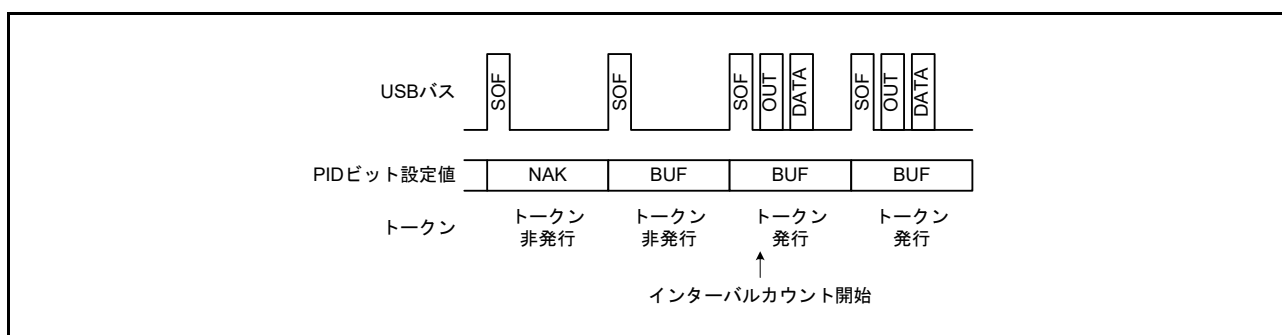 USBバス
SOF
SOF
SOF
OUT
DATA
SOF
OUT
DATA
PIDビット設定値
NAK
BUF
BUF
BUF
トークン
トークン
非発行
トークン
非発行
トークン
発行
トークン
発行
インターバルカウント開始